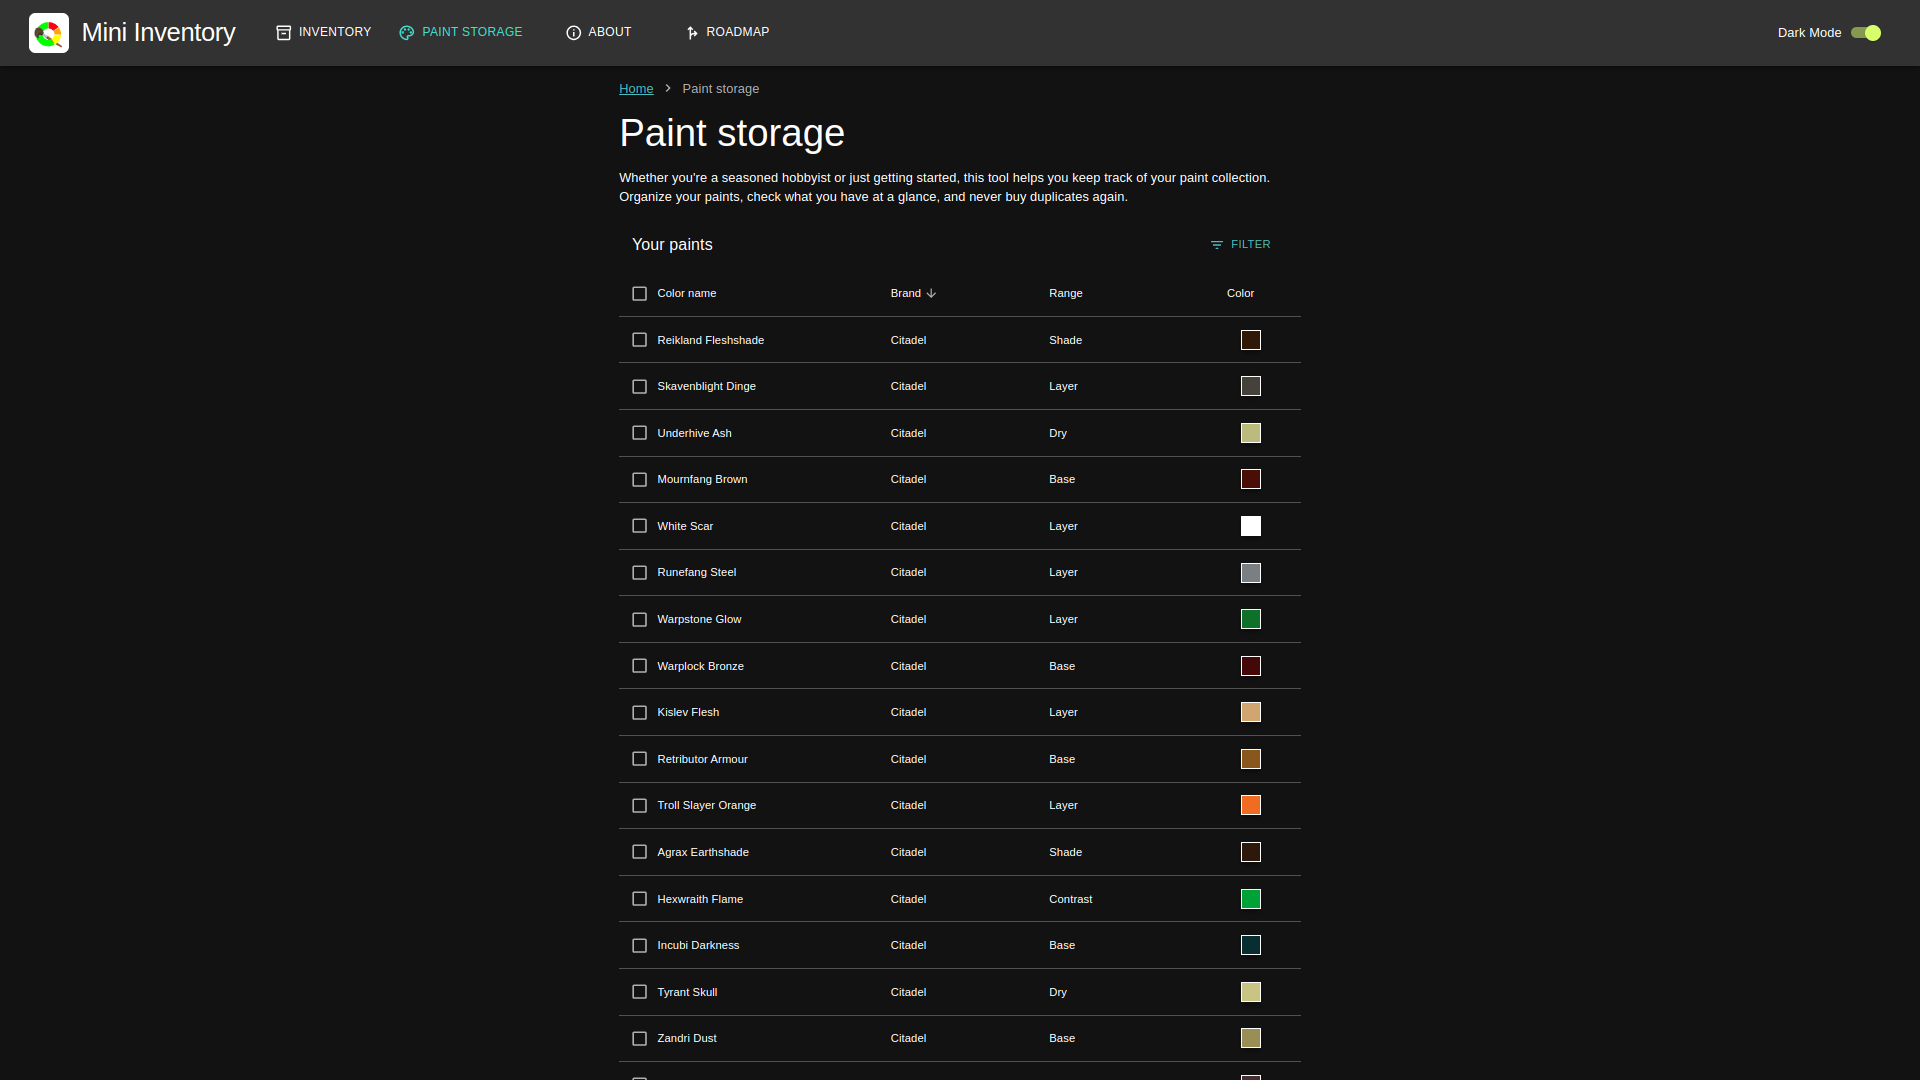 Mini Inventory INVENTORY PAINT STORAGE ABOUT ROADMAP Dark Mode
Home Paint storage
Paint storage
Whether you're a seasoned hobbyist or just getting started, this tool helps you keep track of your paint collection.
Organize your paints, check what you have at a glance, and never buy duplicates again.
Your paints FILTER
Color name Brand Range Color
Reikland Fleshshade Citadel Shade
Skavenblight Dinge Citadel Layer
Underhive Ash Citadel Dry
Mournfang Brown Citadel Base
White Scar Citadel Layer
Runefang Steel Citadel Layer
Warpstone Glow Citadel Layer
Warplock Bronze Citadel Base
Kislev Flesh Citadel Layer
Retributor Armour Citadel Base
Troll Slayer Orange Citadel Layer
Agrax Earthshade Citadel Shade
Hexwraith Flame Citadel Contrast
Incubi Darkness Citadel Base
Tyrant Skull Citadel Dry
Zandri Dust Citadel Base